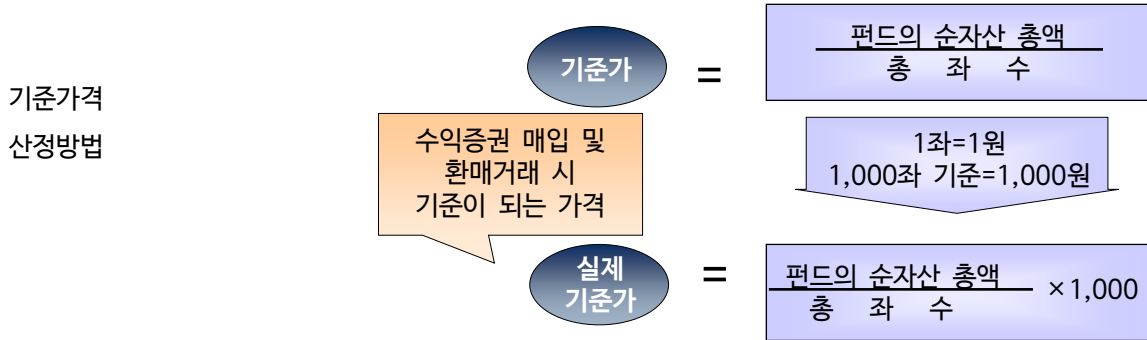 기준가격
산정방법
기준가
=
펀드의 순자산 총액
총 좌 수
수익증권 매입 및
환매거래 시
기준이 되는 가격
1좌=1원
1,000좌 기준=1,000원
실제
기준가
=
펀드의 순자산 총액
총 좌 수
×1,000